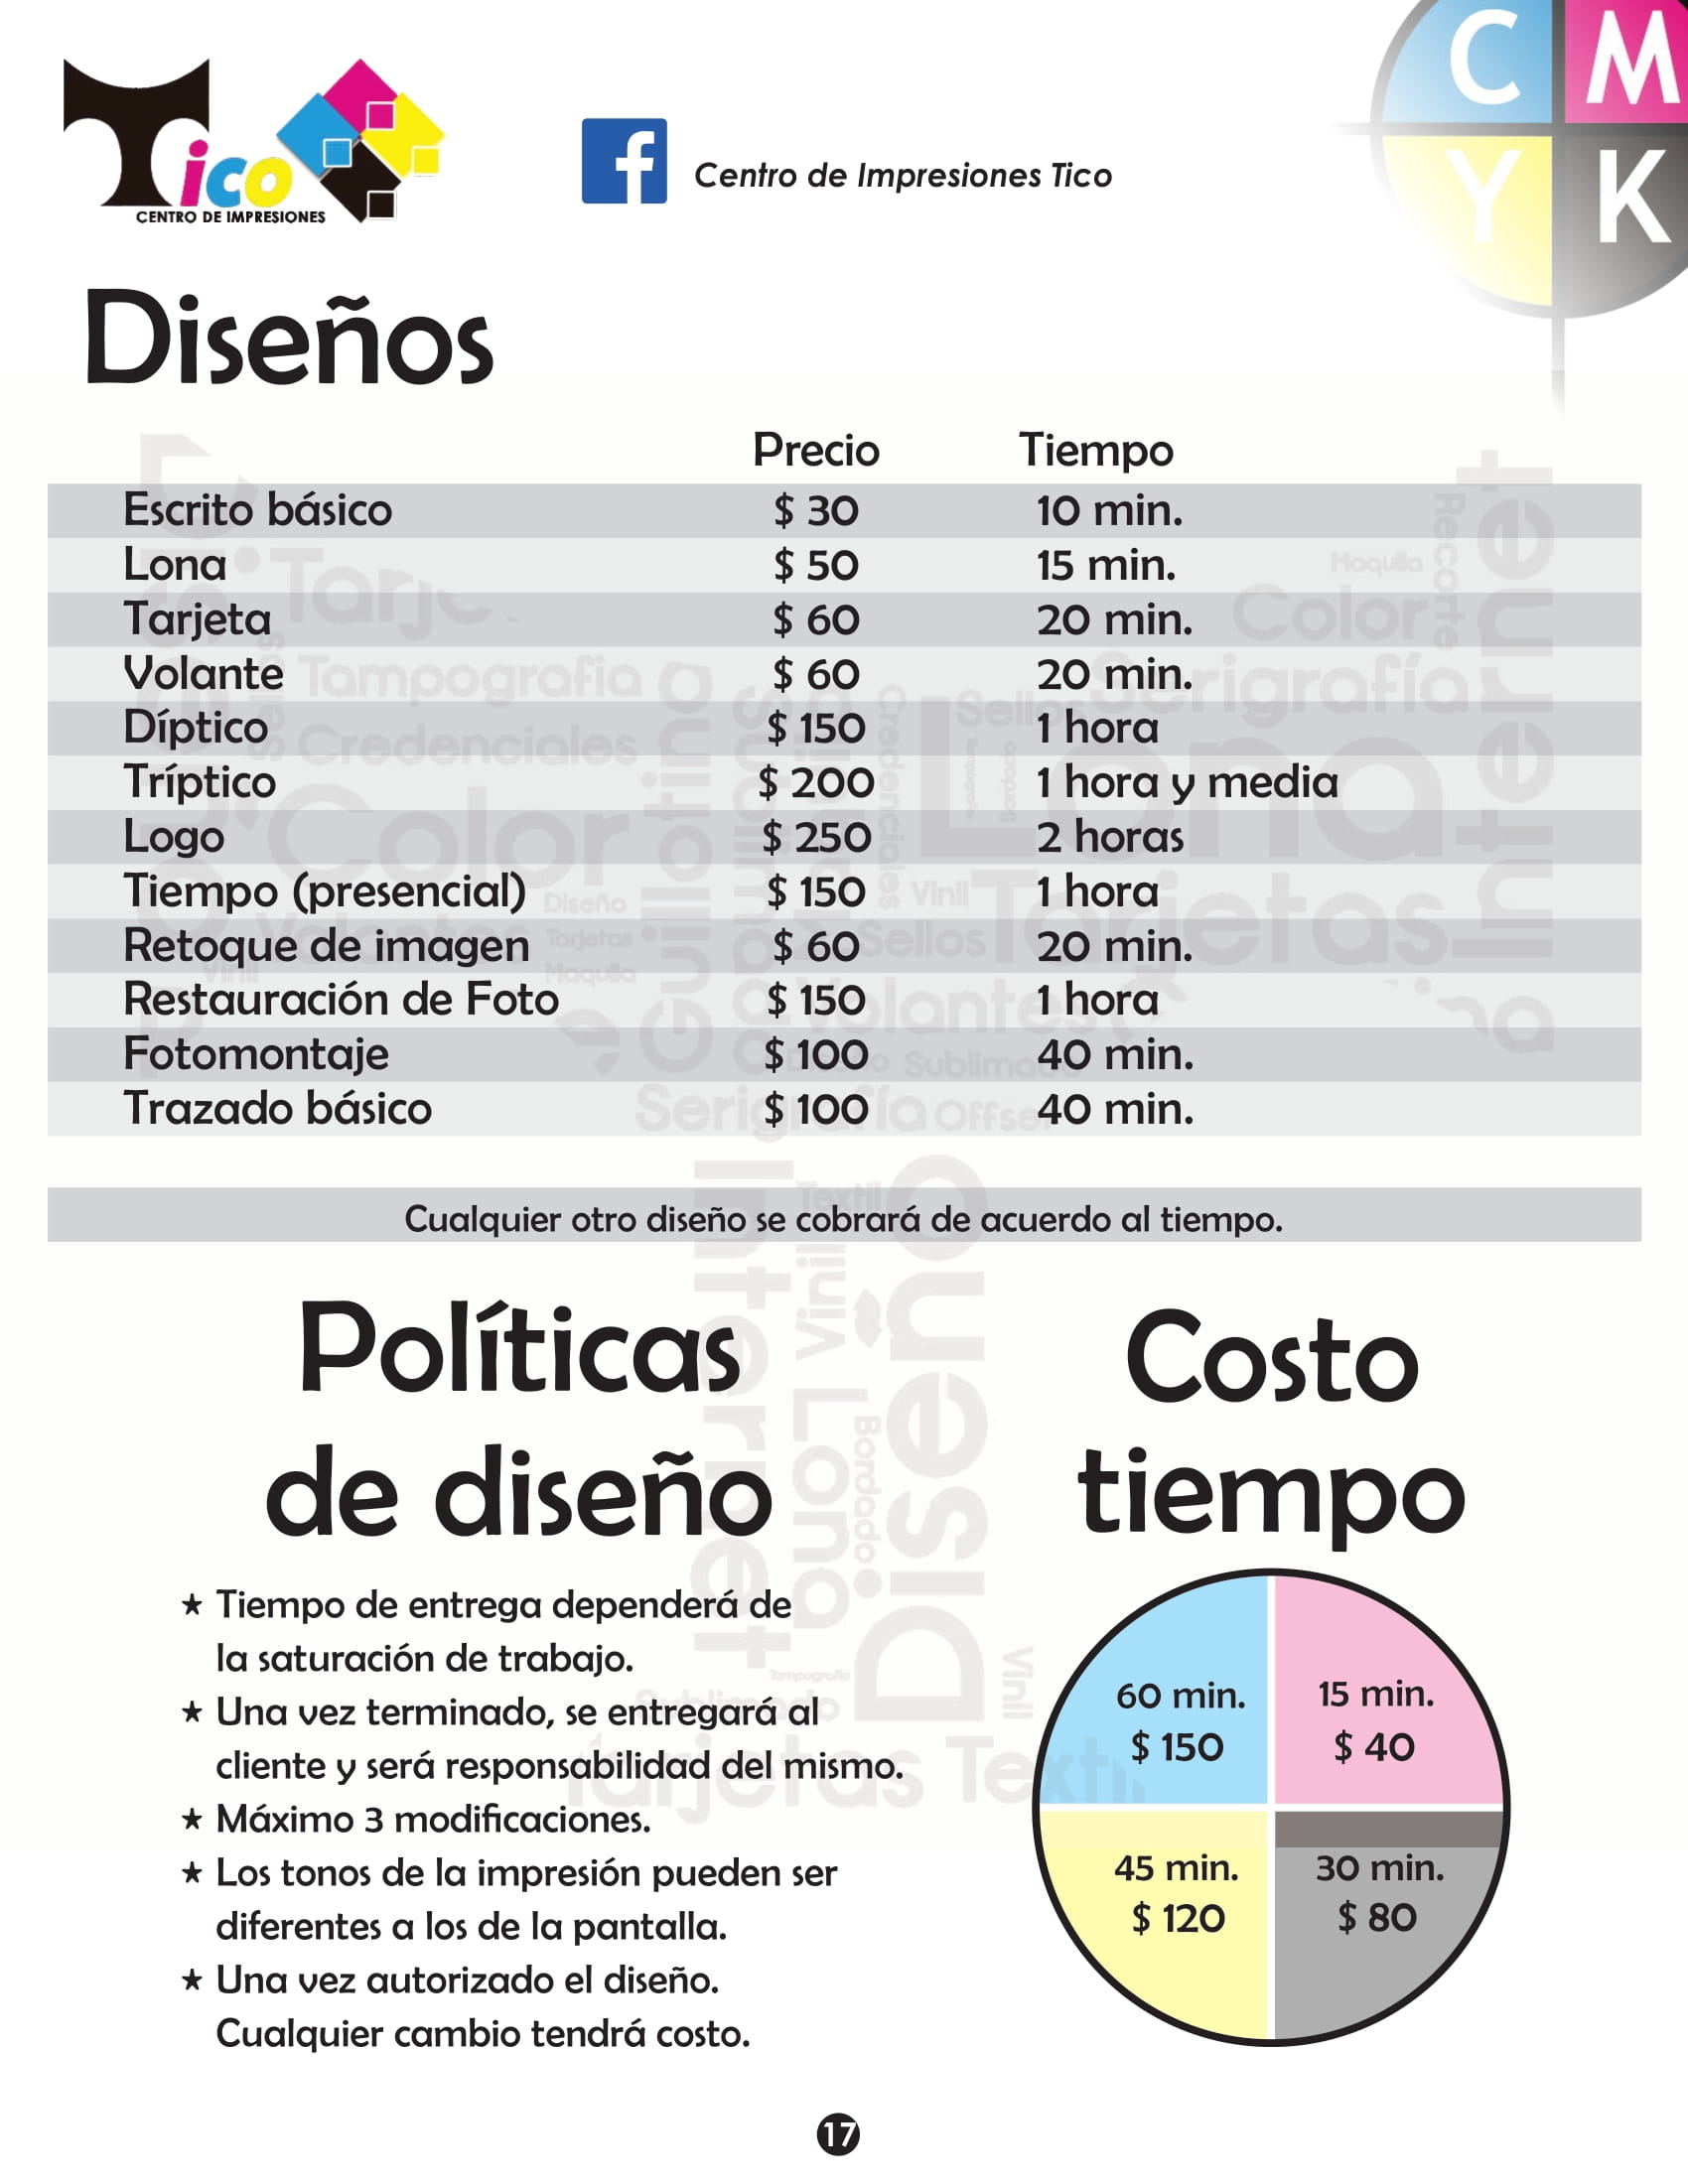 Tico
CENTRO DE IMPRESIONES
Centro de Impresiones Tico
C M
Y K
Diseños
Precio Tiempo
Escrito básico $ 30 10 min.
Lona $ 50 15 min.
Tarjeta $ 60 20 min.
Volante $ 60 20 min.
Díptico $ 150 1 hora
Tríptico $ 200 1 hora y media
Logo $ 250 2 horas
Tiempo (presencial) $ 150 1 hora
Retoque de imagen $ 60 20 min.
Restauración de Foto $ 150 1 hora
Fotomontaje $ 100 40 min.
Trazado básico $ 100 40 min.
Cualquier otro diseño se cobrará de acuerdo al tiempo.
Políticas
de diseño
★ Tiempo de entrega dependerá de
la saturación de trabajo.
★ Una vez terminado, se entregará al
cliente y será responsabilidad del mismo.
★ Máximo 3 modificaciones.
★ Los tonos de la impresión pueden ser
diferentes a los de la pantalla.
★ Una vez autorizado el diseño.
Cualquier cambio tendrá costo.
Costo
tiempo
60 min. 15 min.
$ 150 $ 40
45 min. 30 min.
$ 120 $ 80
17